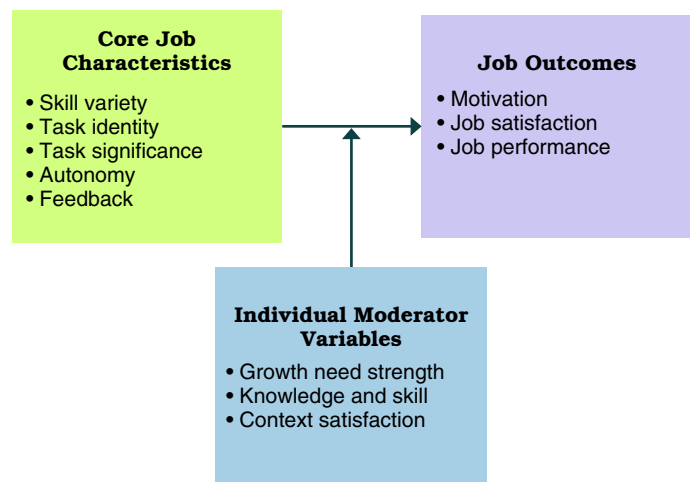 Core Job
Characteristics
• Skill variety
• Task identity
• Task significance
• Autonomy
• Feedback
Job Outcomes
• Motivation
• Job satisfaction
• Job performance
Individual Moderator
Variables
• Growth need strength
• Knowledge and skill
• Context satisfaction